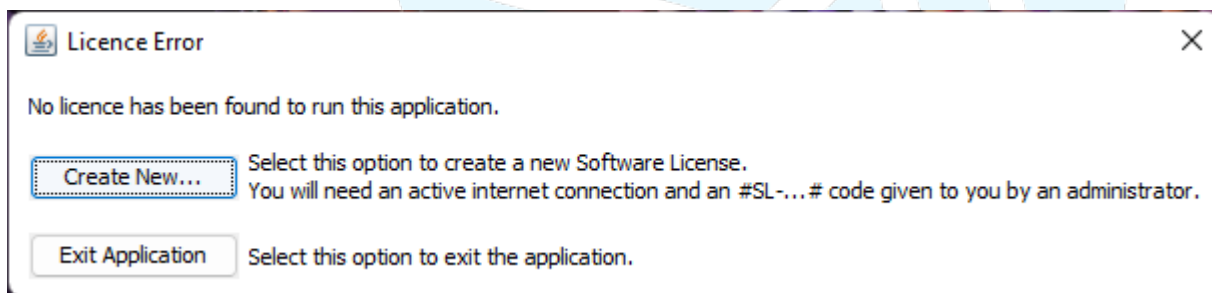 Licence Error
No licence has been found to run this application.
Create New...
Select this option to create a new Software License.
You will need an active internet connection and an #SL-...# code given to you by an administrator.
Exit Application
Select this option to exit the application.